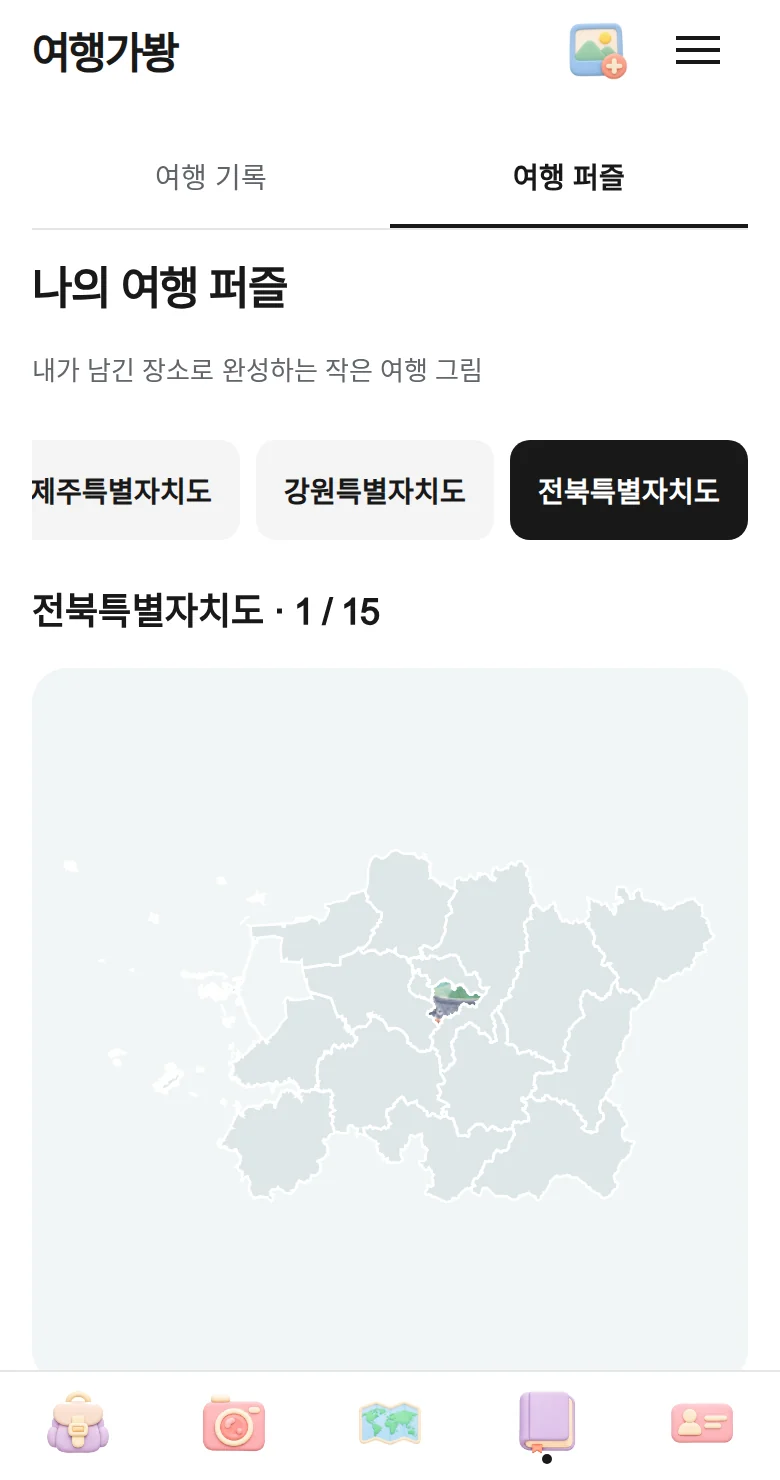 여행가봥
여행 기록
여행 퍼즐
나의 여행 퍼즐
내가 남긴 장소로 완성하는 작은 여행 그림
제주특별자치도
강원특별자치도
전북특별자치도
전북특별자치도 · 1 / 15